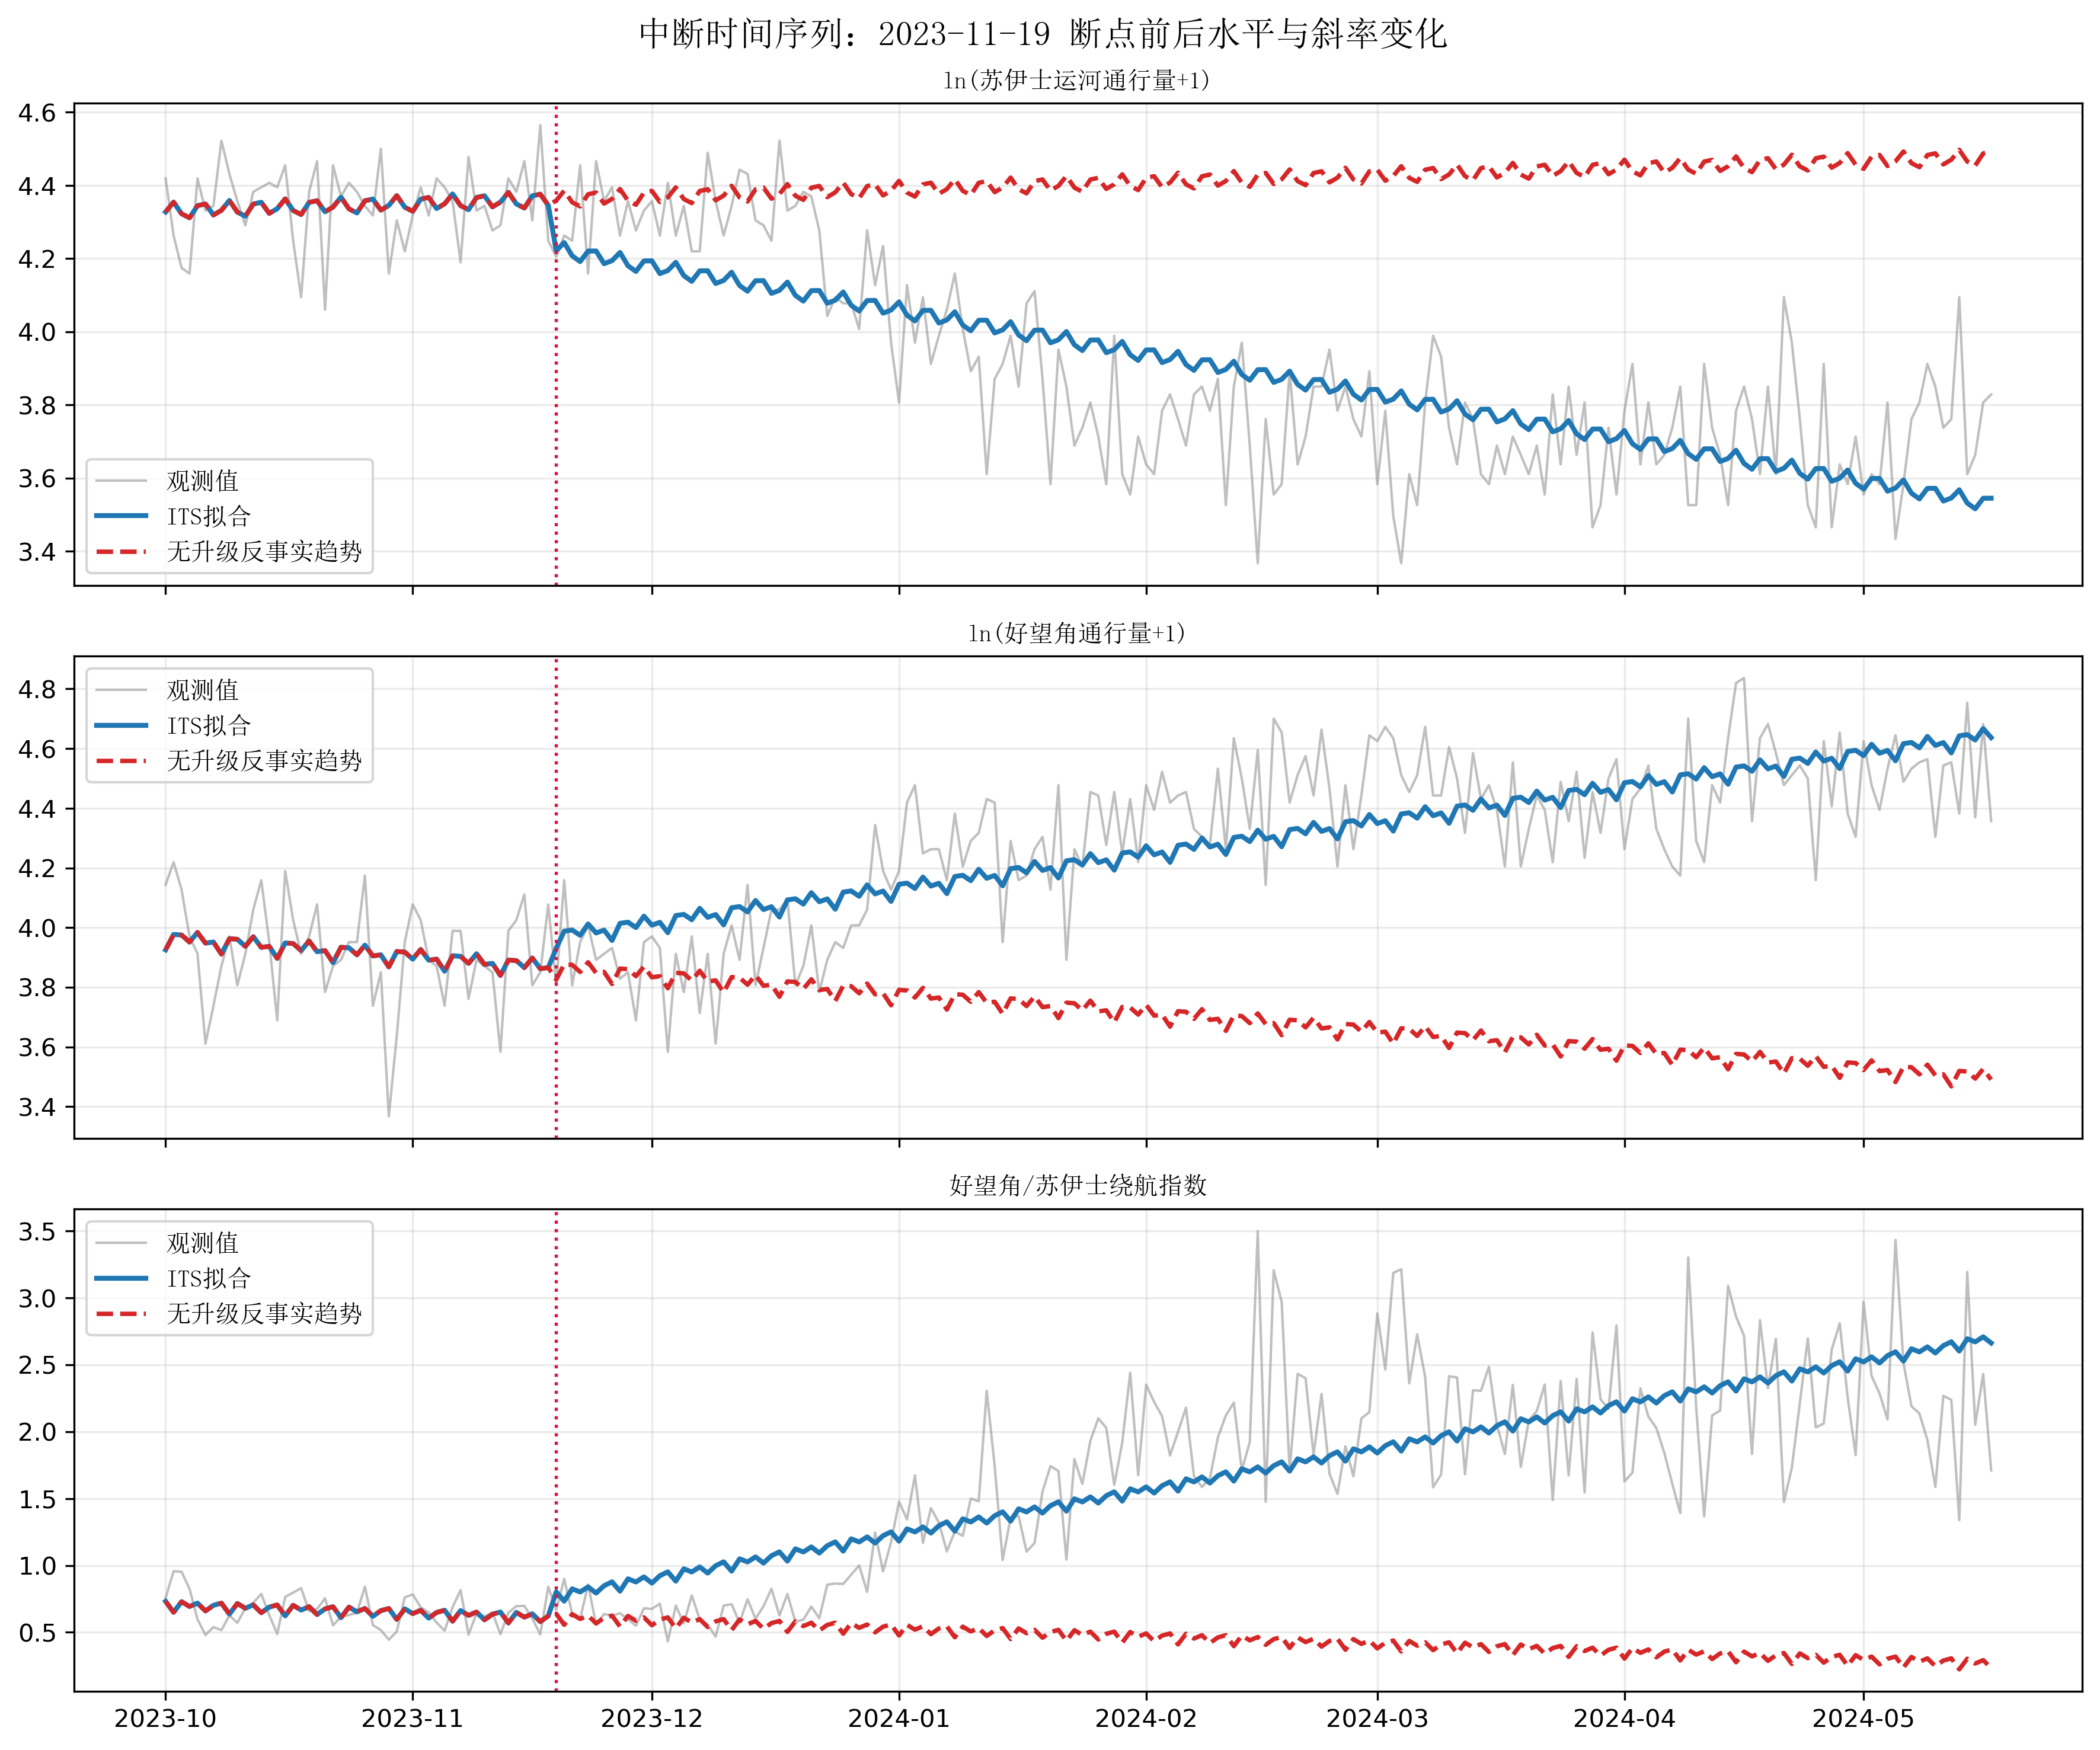 中断时间序列：2023-11-19 断点前后水平与斜率变化
ln(苏伊士运河通行量+1)
4.6
4.4
4.2
4.0
3.8
3.6
3.4
观测值
ITS拟合
无升级反事实趋势
ln(好望角通行量+1)
4.8
4.6
4.4
4.2
4.0
3.8
3.6
3.4
观测值
ITS拟合
无升级反事实趋势
好望角/苏伊士绕航指数
3.5
3.0
2.5
2.0
1.5
1.0
0.5
观测值
ITS拟合
无升级反事实趋势
2023-10 2023-11 2023-12 2024-01 2024-02 2024-03 2024-04 2024-05